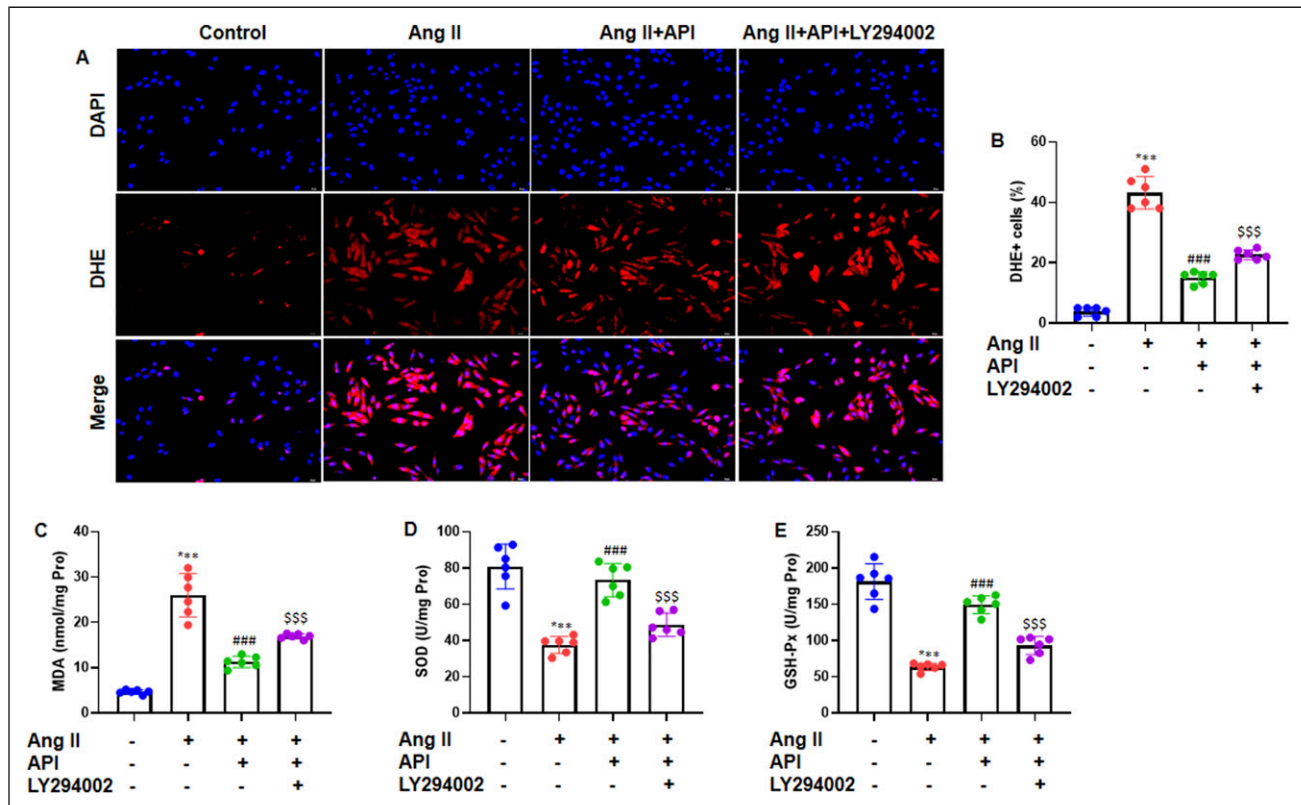 Control Ang II Ang II+API Ang II+API+LY294002
A
DAPI
DHE
Merge
B
DHE+ cells (%)
60
40
20
0
***
###
$$$
Ang II - + + +
API - - + +
LY294002 - - - +
C
MDA (nmol/mg Pro)
40
30
20
10
0
***
###
$$$
Ang II - + + +
API - - + +
LY294002 - - - +
D
SOD (U/mg Pro)
100
80
60
40
20
0
***
###
$$$
Ang II - + + +
API - - + +
LY294002 - - - +
E
GSH-Px (U/mg Pro)
250
200
150
100
50
0
***
###
$$$
Ang II - + + +
API - - + +
LY294002 - - - +